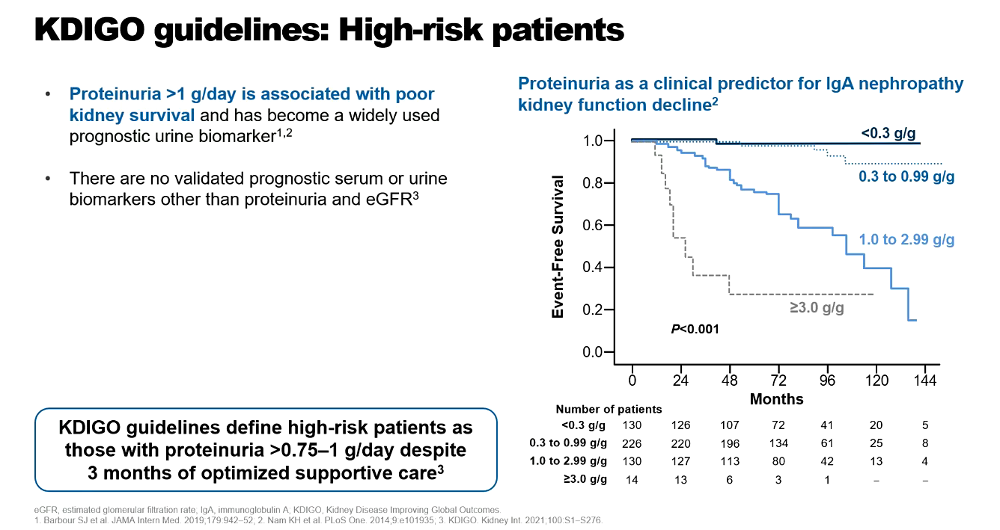 KDIGO guidelines: High-risk patients
• Proteinuria >1 g/day is associated with poor
kidney survival and has become a widely used
prognostic urine biomarker1,2
• There are no validated prognostic serum or urine
biomarkers other than proteinuria and eGFR3
KDIGO guidelines define high-risk patients as
those with proteinuria >0.75–1 g/day despite
3 months of optimized supportive care3
Proteinuria as a clinical predictor for IgA nephropathy
kidney function decline2
Event-Free Survival
1.0
0.8
0.6
0.4
0.2
0.0
<0.3 g/g
0.3 to 0.99 g/g
1.0 to 2.99 g/g
≥3.0 g/g
P<0.001
0 24 48 72 96 120 144
Months
Number of patients
<0.3 g/g 130 126 107 72 41 20 5
0.3 to 0.99 g/g 226 220 196 134 61 25 8
1.0 to 2.99 g/g 130 127 113 80 42 13 4
≥3.0 g/g 14 13 6 3 1 – –
eGFR, estimated glomerular filtration rate, IgA, immunoglobulin A, KDIGO, Kidney Disease Improving Global Outcomes.
1. Barbour SJ et al. JAMA Intern Med. 2019,179.942–52, 2. Nam KH et al. PLoS One. 2014;9.e101935, 3. KDIGO. Kidney Int. 2021,100.S1–S276.